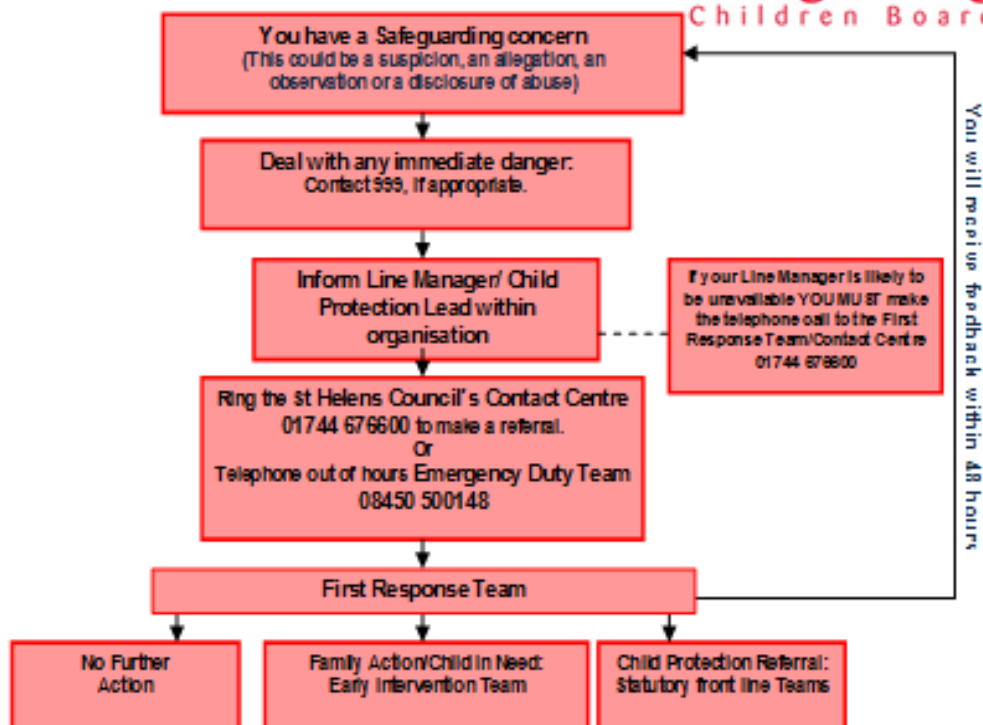 Children Boar
You have a Safeguarding concern
(This could be a suspicion, an allegation, an
observation or a disclosure of abuse)
Deal with any immediate danger:
Contact 999, if appropriate.
Inform Line Manager/ Child
Protection Lead within
organisation
If your Line Manager is likely to
be unavailable YOU MUST make
the telephone call to the First
Response Team/Contact Centre
01744 676600
Ring the St Helens Council's Contact Centre
01744 676600 to make a referral.
Or
Telephone out of hours Emergency Duty Team
08450 500148
You will receive feedback within 48 hours
First Response Team
No Further
Action
Family Action/Child in Need:
Early Intervention Team
Child Protection Referral:
Statutory front line Teams